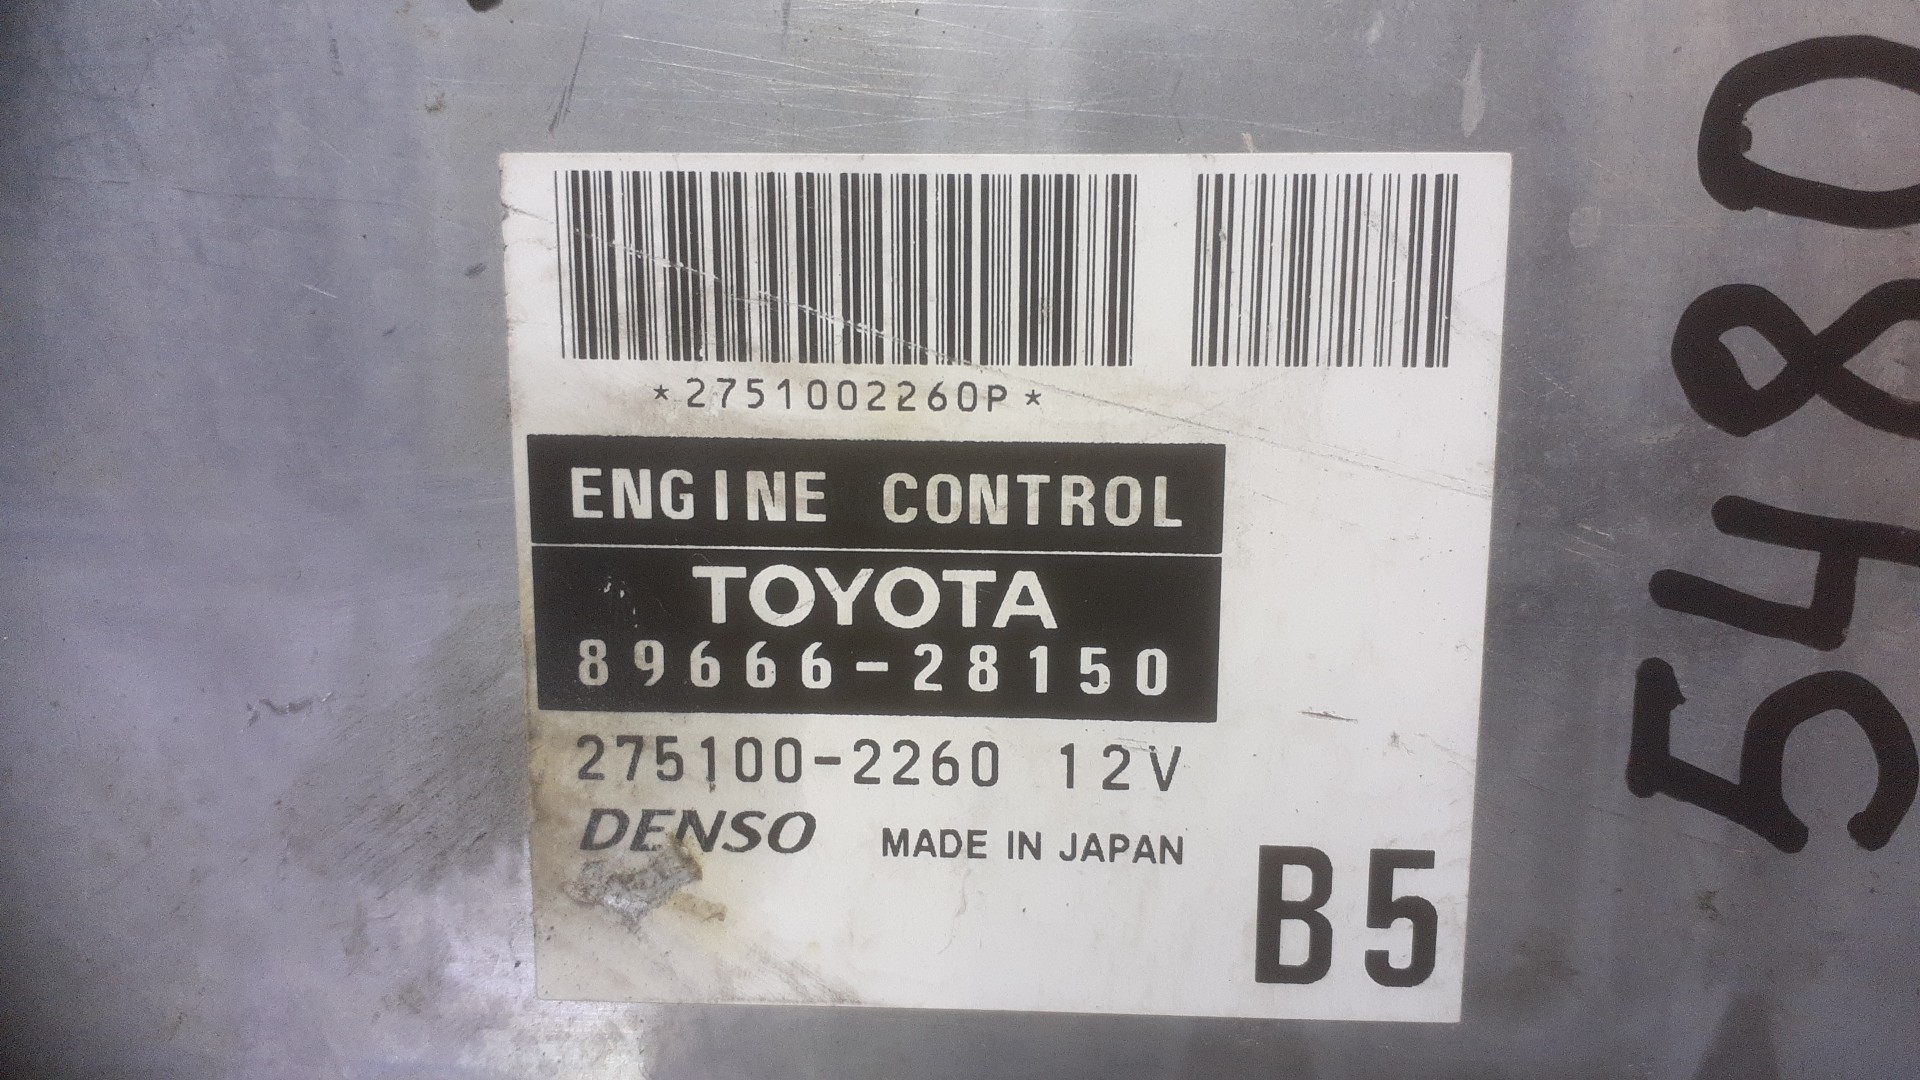 *2751002260P*
ENGINE CONTROL
TOYOTA
89666-28150
275100-2260 12V
DENSO MADE IN JAPAN
B5
5480